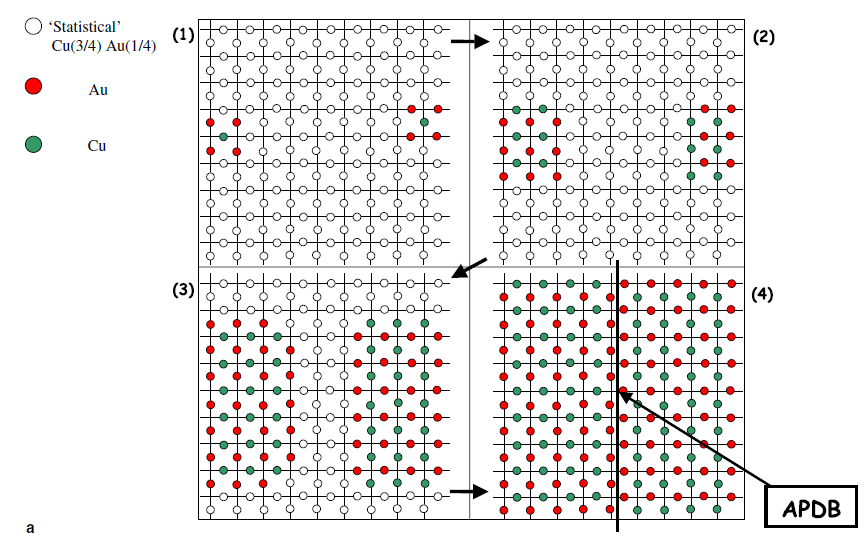 ‘Statistical’
Cu(3/4) Au(1/4)
Au
Cu
(1)
(2)
(3)
(4)
APDB
a